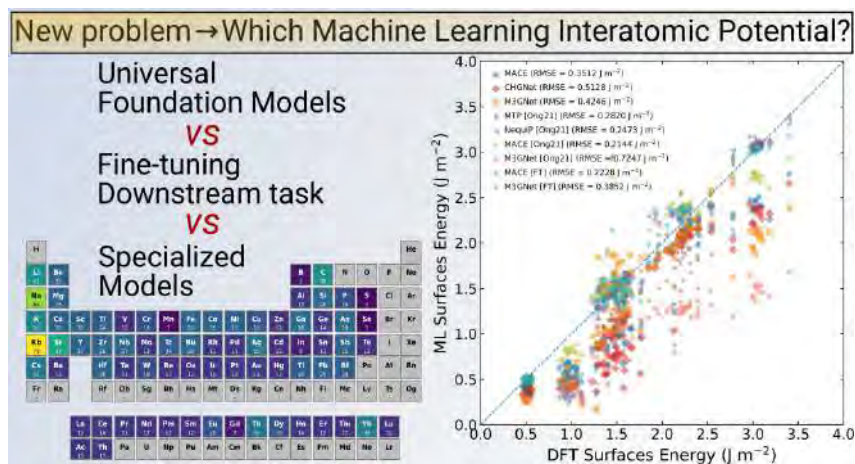 New problem→Which Machine Learning Interatomic Potential?
Universal
Foundation Models
vs
Fine-tuning
Downstream task
vs
Specialized
Models
MACE (RMSE = 0.3512 J m⁻²)
CHGNet (RMSE = 0.5128 J m⁻²)
M3GNet (RMSE = 0.4246 J m⁻²)
MTP [Ong21] (RMSE = 0.2820 J m⁻²)
NequIP [Ong21] (RMSE = 0.2473 J m⁻²)
MACE [Ong21] (RMSE = 0.2144 J m⁻²)
M3GNet [Ong21] (RMSE = 0.7247 J m⁻²)
MACE [FT] (RMSE = 0.2228 J m⁻²)
M3GNet [FT] (RMSE = 0.3852 J m⁻²)
ML Surfaces Energy (J m⁻²)
4.0
3.5
3.0
2.5
2.0
1.5
1.0
0.5
0.0
0.0 0.5 1.0 1.5 2.0 2.5 3.0 3.5 4.0
DFT Surfaces Energy (J m⁻²)
H He
Li Be B C N O F Ne
Na Mg Al Si P S Cl Ar
K Ca Sc Ti V Cr Mn Fe Co Ni Cu Zn Ga Ge As Se Br Kr
Rb Sr Y Zr Nb Mo Tc Ru Rh Pd Ag Cd In Sn Sb Te I Xe
Cs Ba Hf Ta W Re Os Ir Pt Au Hg Tl Pb Bi Po At Rn
Fr Ra Rf Db Sg Bh Hs Mt Ds Rg Cn Nh Fl Mc Lv Ts Og
La Ce Pr Nd Pm Sm Eu Gd Tb Dy Ho Er Tm Yb Lu
Ac Th Pa U Np Pu Am Cm Bk Cf Es Fm Md No Lr